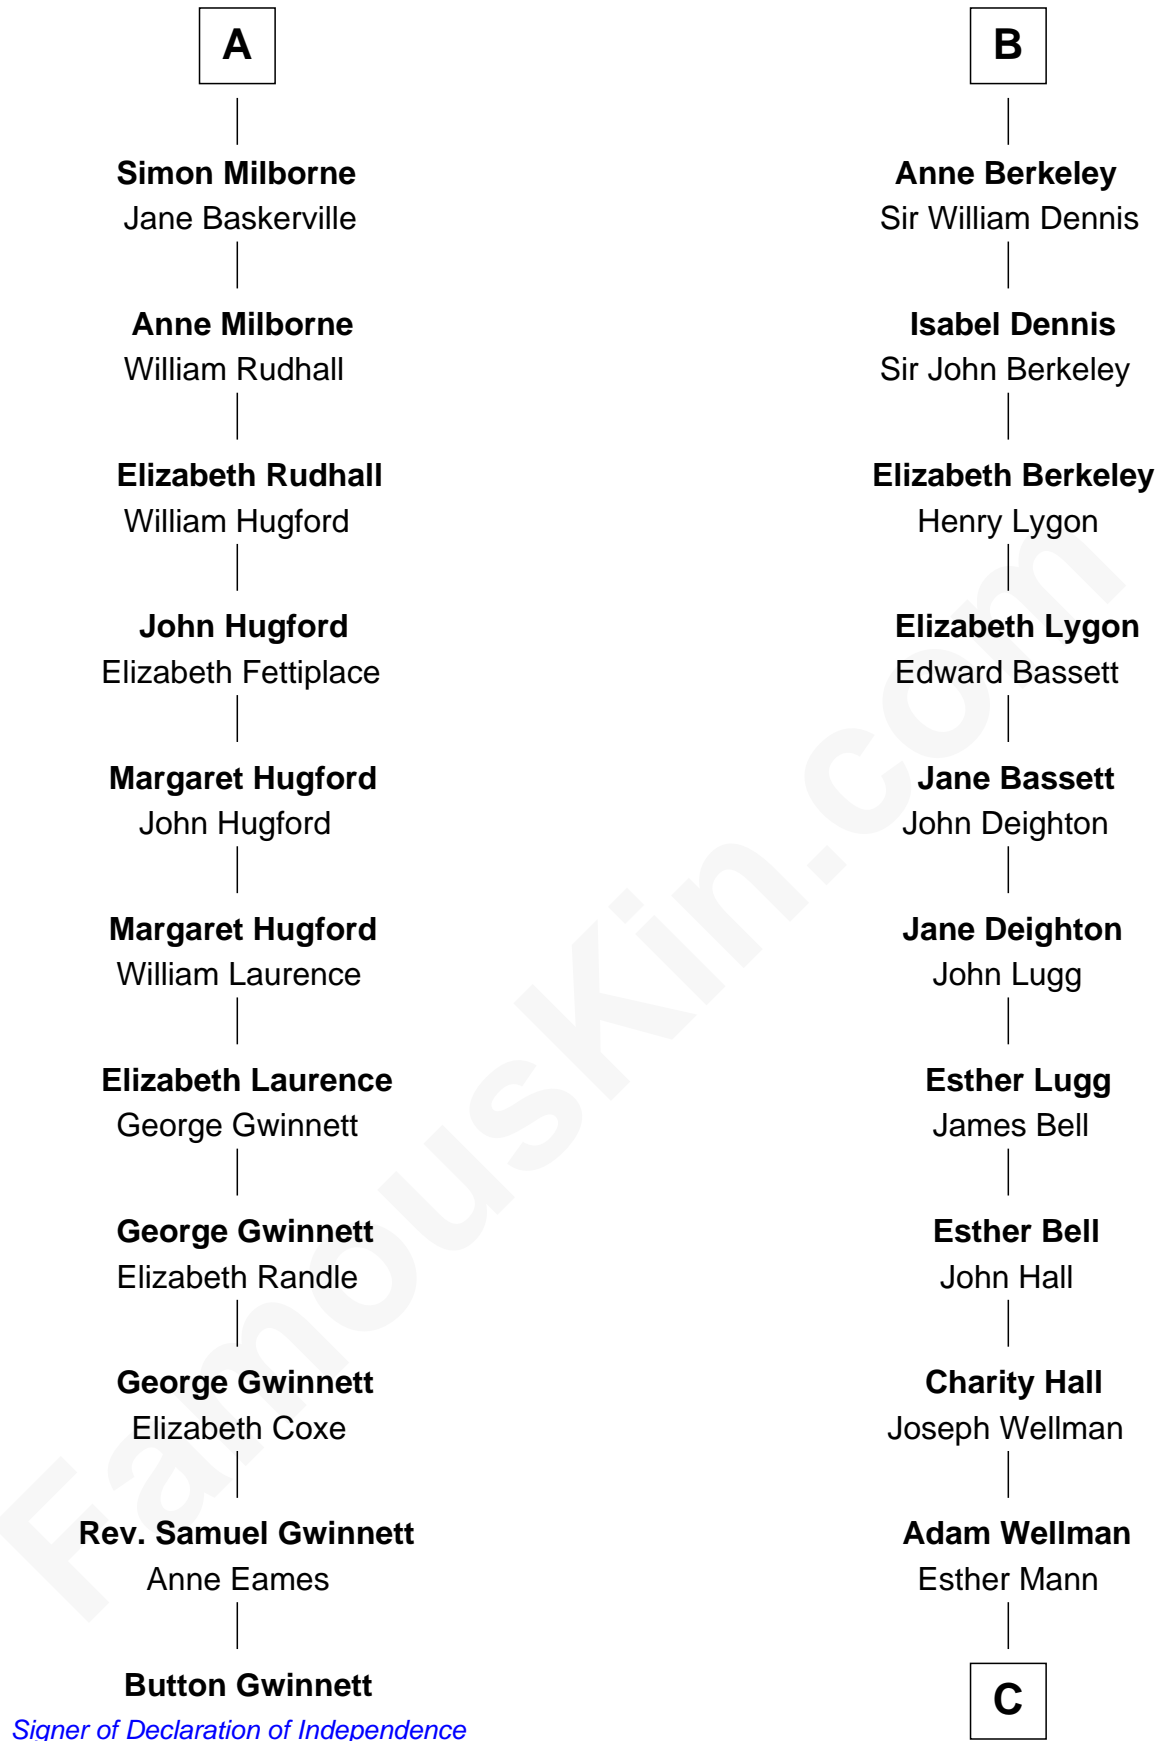 A
Simon Milborne
Jane Baskerville
Anne Milborne
William Rudhall
Elizabeth Rudhall
William Hugford
John Hugford
Elizabeth Fettiplace
Margaret Hugford
John Hugford
Margaret Hugford
William Laurence
Elizabeth Laurence
George Gwinnett
George Gwinnett
Elizabeth Randle
George Gwinnett
Elizabeth Coxe
Rev. Samuel Gwinnett
Anne Eames
Button Gwinnett
Signer of Declaration of Independence
B
Anne Berkeley
Sir William Dennis
Isabel Dennis
Sir John Berkeley
Elizabeth Berkeley
Henry Lygon
Elizabeth Lygon
Edward Bassett
Jane Bassett
John Deighton
Jane Deighton
John Lugg
Esther Lugg
James Bell
Esther Bell
John Hall
Charity Hall
Joseph Wellman
Adam Wellman
Esther Mann
C
FamousKin.com